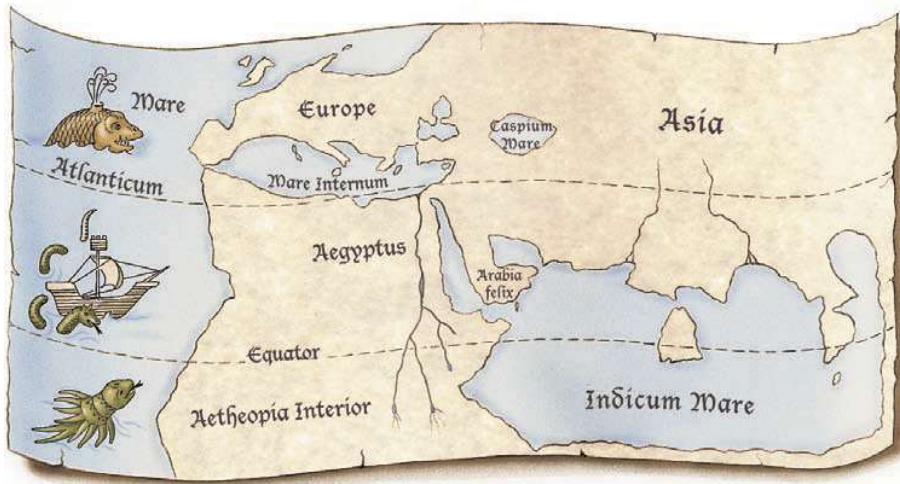 Mare
Atlanticum
Europe
Mare Internum
Caspium
Mare
Asia
Aegyptus
Arabia
felix
Equator
Aetheopia Interior
Indicum Mare